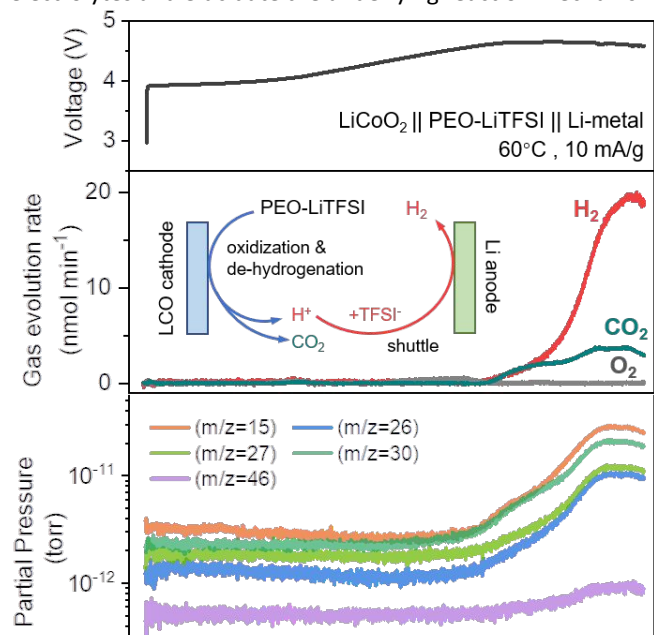 5
4
3
Voltage (V)
LiCoO₂ || PEO-LiTFSI || Li-metal
60°C , 10 mA/g
20
10
0
Gas evolution rate
(nmol min⁻¹)
PEO-LiTFSI
H₂
H₂
LCO cathode
oxidization &
de-hydrogenation
Li anode
H⁺
+TFSI⁻
CO₂
shuttle
CO₂
O₂
(m/z=15)
(m/z=26)
(m/z=27)
(m/z=30)
(m/z=46)
10⁻¹¹
10⁻¹²
Partial Pressure
(torr)